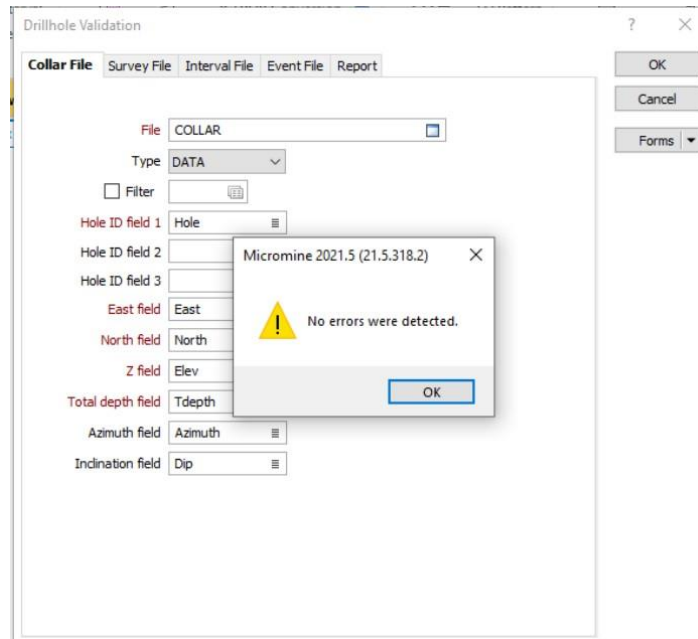 Drillhole Validation
? ×
Collar File Survey File Interval File Event File Report
OK
Cancel
Forms
File COLLAR
Type DATA
Filter
Hole ID field 1 Hole
Hole ID field 2
Hole ID field 3
East field East
North field North
Z field Elev
Total depth field Tdepth
Azimuth field Azimuth
Inclination field Dip
Micromine 2021.5 (21.5.318.2)
No errors were detected.
OK